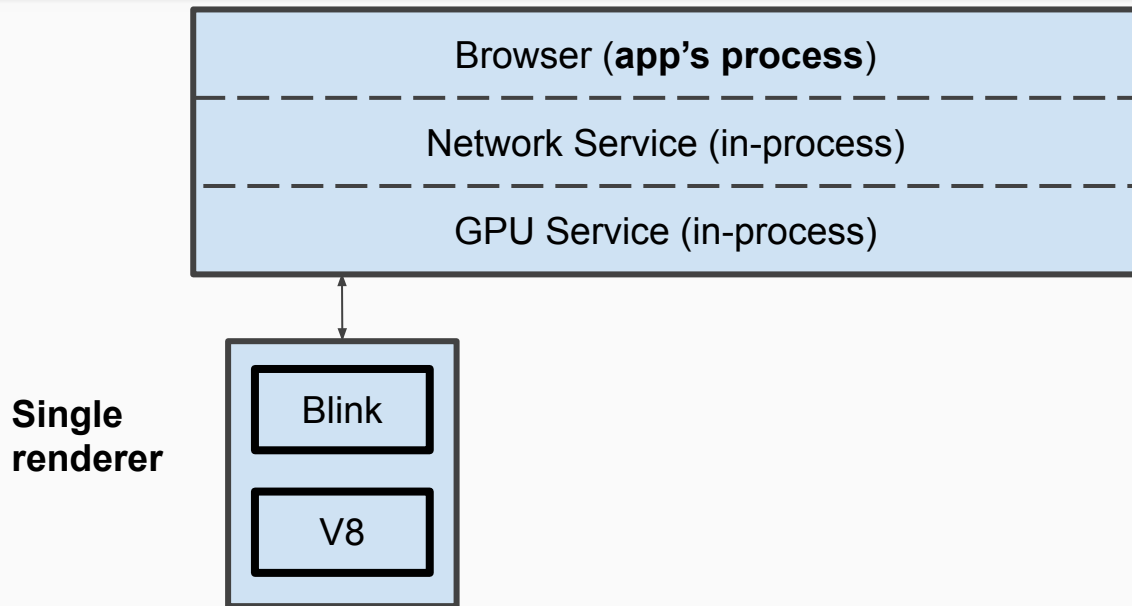 Browser (app's process)
Network Service (in-process)
GPU Service (in-process)
Single
renderer
Blink
V8